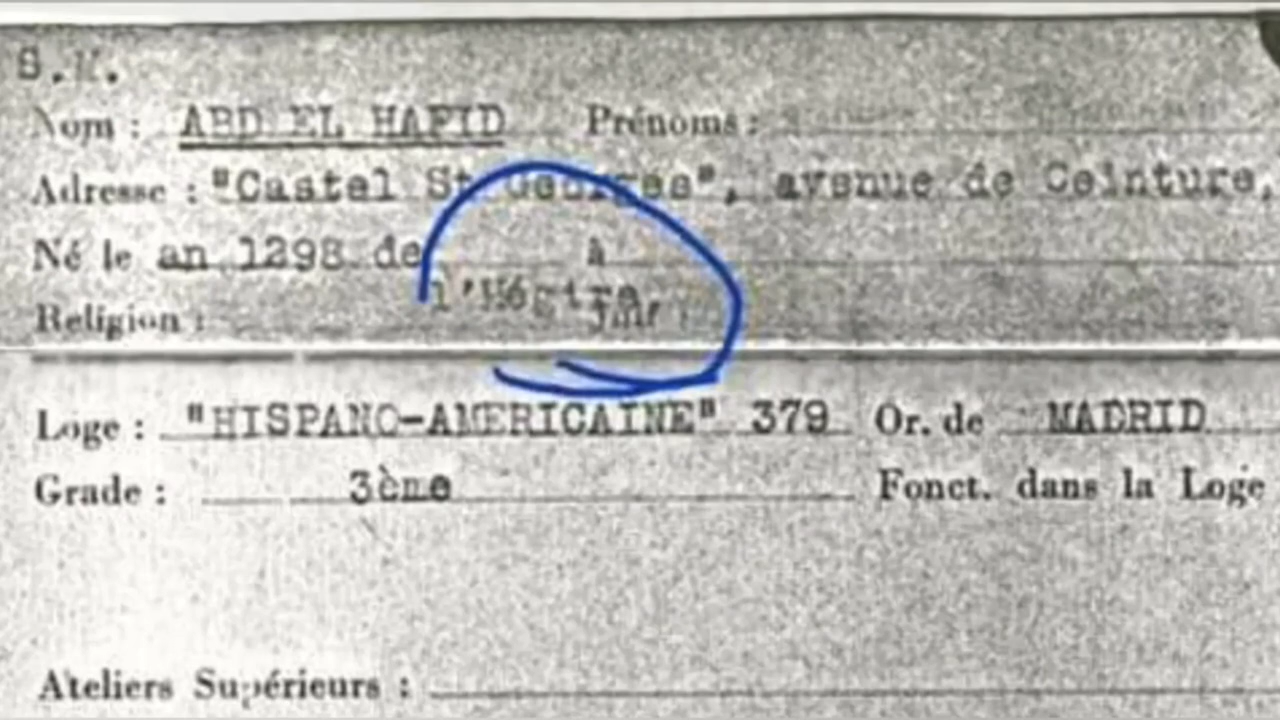 S.M.
Nom : ABD EL HAFID Prénoms :
Adresse : "Castel St Georges", avenue de Ceinture,
Né le an 1298 de à
l'Hégire,
Religion :
Loge : "HISPANO-AMERICAINE" 379 Or. de MADRID
Grade : 3ème Fonct. dans la Loge
Ateliers Supérieurs :